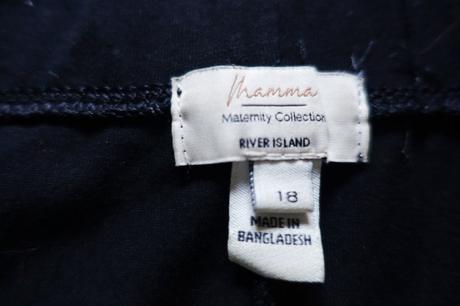 Mamma
Maternity Collection
RIVER ISLAND
18
MADE IN
BANGLADESH